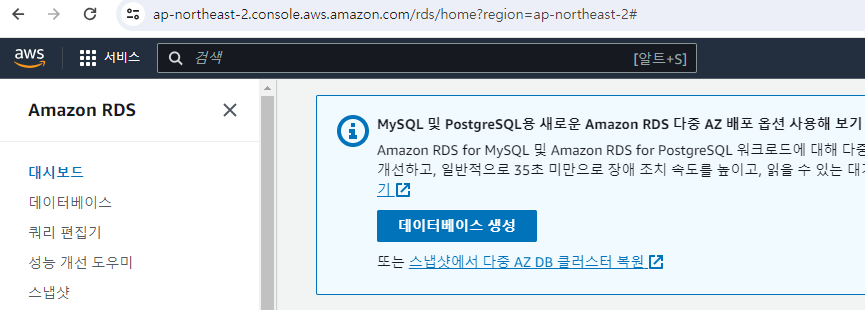 ap-northeast-2.console.aws.amazon.com/rds/home?region=ap-northeast-2#
aws
서비스
검색
[알트+S]
Amazon RDS
대시보드
데이터베이스
쿼리 편집기
성능 개선 도우미
스냅샷
MySQL 및 PostgreSQL용 새로운 Amazon RDS 다중 AZ 배포 옵션 사용해 보기
Amazon RDS for MySQL 및 Amazon RDS for PostgreSQL 워크로드에 대해 다중
개선하고, 일반적으로 35초 미만으로 장애 조치 속도를 높이고, 읽을 수 있는 대기
기
데이터베이스 생성
또는 스냅샷에서 다중 AZ DB 클러스터 복원